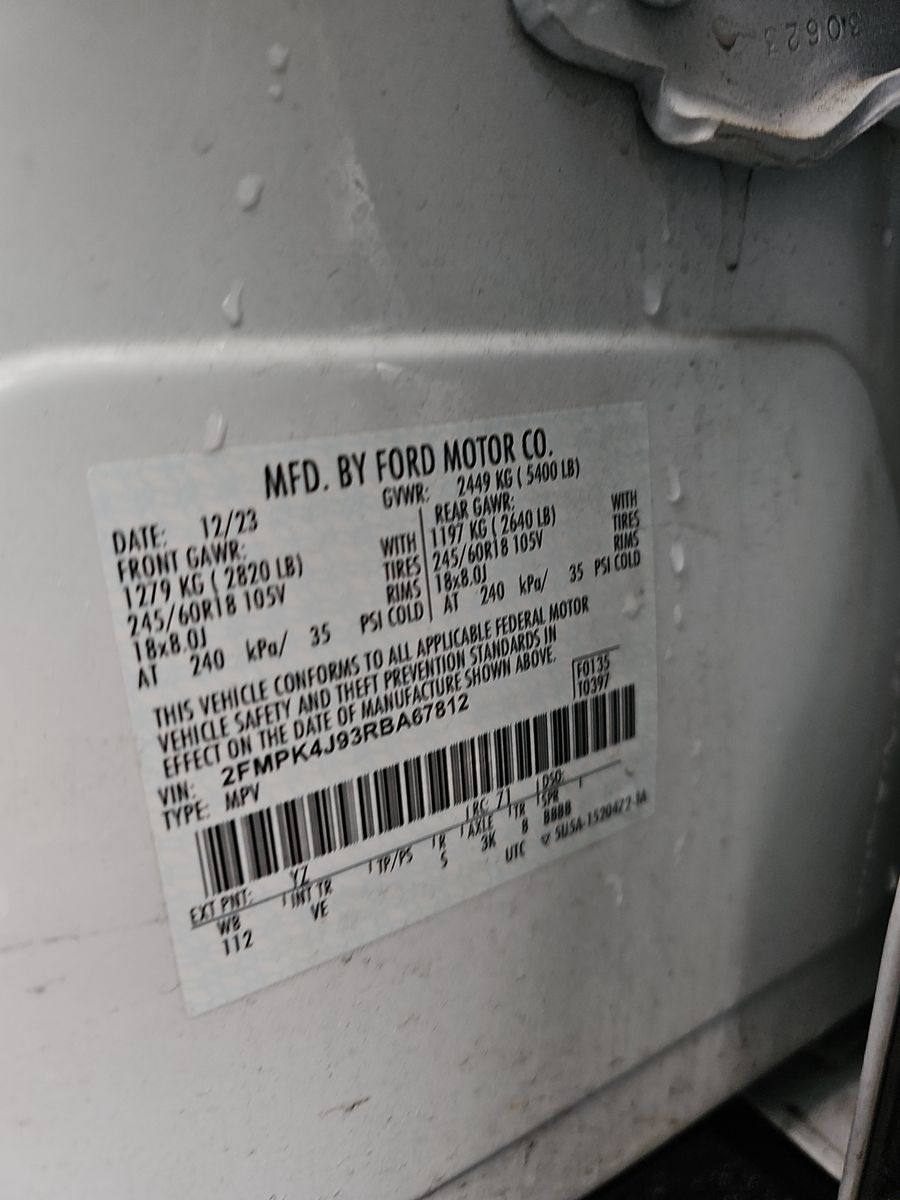 30623
MFD. BY FORD MOTOR CO.
DATE: 12/23 GVWR: 2449 KG ( 5400 LB)
FRONT GAWR: REAR GAWR:
1279 KG ( 2820 LB) WITH 1197 KG ( 2640 LB) WITH
245/60R18 105V TIRES 245/60R18 105V TIRES
18x8.0J RIMS 18x8.0J RIMS
AT 240 kPa/ 35 PSI COLD AT 240 kPa/ 35 PSI COLD
THIS VEHICLE CONFORMS TO ALL APPLICABLE FEDERAL MOTOR
VEHICLE SAFETY AND THEFT PREVENTION STANDARDS IN
EFFECT ON THE DATE OF MANUFACTURE SHOWN ABOVE.
F0135
T0397
VIN: 2FMPK4J93RBA67812
TYPE: MPV
EXT PNT: YZ RC: 71 DSO:
WB INT TR TP/PS R AXLE TR SPR
112 VE S 3K 8 BBBB
UTC